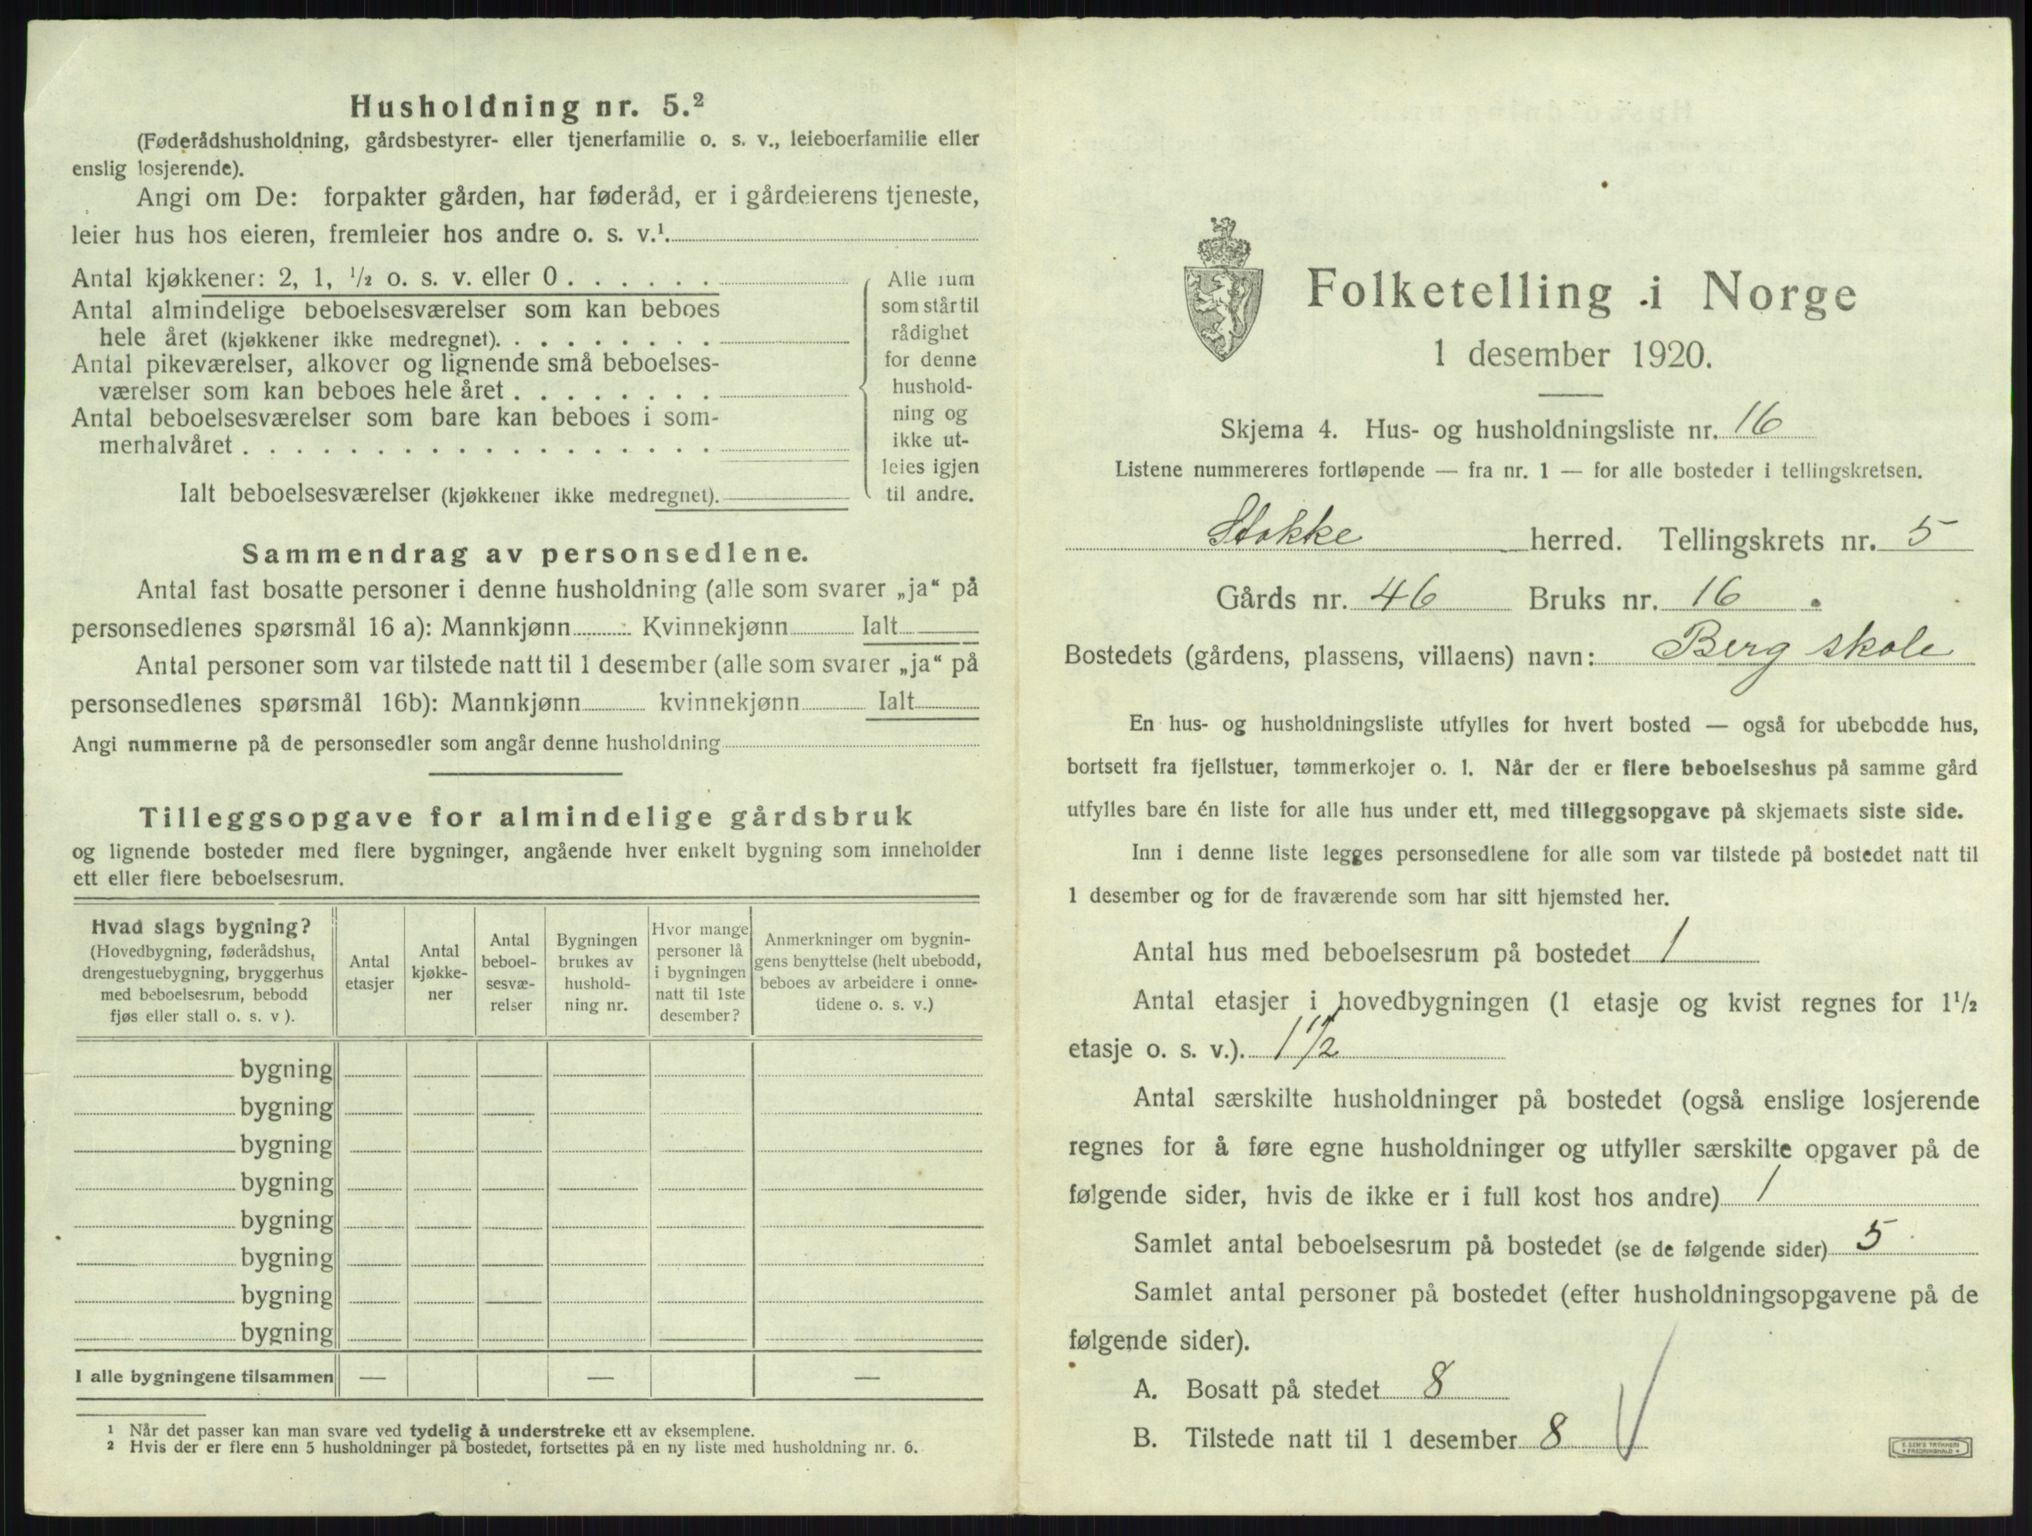 Husholdning nr. 5.²
(Føderådshusholdning, gårdsbestyrer- eller tjenerfamilie o. s. v., leieboerfamilie eller
enslig losjerende).
Angi om De: forpakter gården, har føderåd, er i gårdeierens tjeneste,
leier hus hos eieren, fremleier hos andre o. s. v.¹
Antal kjøkkener: 2, 1, ½ o. s. v. eller 0 . . . . . .
Antal almindelige beboelsesværelser som kan beboes
hele året (kjøkkener ikke medregnet). . . . . . . . .
Antal pikeværelser, alkover og lignende små beboelses-
værelser som kan beboes hele året . . . . . . . .
Antal beboelsesværelser som bare kan beboes i som-
merhalvåret . . . . . . . . . . . . . . . . . .
Ialt beboelsesværelser (kjøkkener ikke medregnet).
Alle rum
som står til
rådighet
for denne
hushold-
ning og
ikke ut-
leies igjen
til andre.
Sammendrag av personsedlene.
Antal fast bosatte personer i denne husholdning (alle som svarer „ja“ på
personsedlenes spørsmål 16 a): Mannkjønn Kvinnekjønn Ialt
Antal personer som var tilstede natt til 1 desember (alle som svarer „ja“ på
personsedlenes spørsmål 16b): Mannkjønn kvinnekjønn Ialt
Angi nummerne på de personsedler som angår denne husholdning
Tilleggsopgave for almindelige gårdsbruk
og lignende bosteder med flere bygninger, angående hver enkelt bygning som inneholder
ett eller flere beboelsesrum.
Hvad slags bygning?
(Hovedbygning, føderådshus,
drengestuebygning, bryggerhus
med beboelsesrum, bebodd
fjøs eller stall o. s. v ).
Antal
etasjer
Antal
kjøkke-
ner
Antal
beboel-
sesvæ-
relser
Bygningen
brukes av
hushold-
ning nr.
Hvor mange
personer lå
i bygningen
natt til 1ste
desember?
Anmerkninger om bygnin-
gens benyttelse (helt ubebodd,
beboes av arbeidere i onne-
tidene o. s. v.)
bygning
bygning
bygning
bygning
bygning
bygning
bygning
bygning
I alle bygningene tilsammen — — —
¹ Når det passer kan man svare ved tydelig å understreke ett av eksemplene.
² Hvis der er flere enn 5 husholdninger på bostedet, fortsettes på en ny liste med husholdning nr. 6.
Folketelling i Norge
1 desember 1920.
Skjema 4. Hus- og husholdningsliste nr. 16
Listene nummereres fortløpende — fra nr. 1 — for alle bosteder i tellingskretsen.
Stokke herred. Tellingskrets nr. 5
Gårds nr. 46 Bruks nr. 16
Bostedets (gårdens, plassens, villaens) navn: Berg skole
En hus- og husholdningsliste utfylles for hvert bosted — også for ubebodde hus,
bortsett fra fjellstuer, tømmerkojer o. l. Når der er flere beboelseshus på samme gård
utfylles bare én liste for alle hus under ett, med tilleggsopgave på skjemaets siste side.
Inn i denne liste legges personsedlene for alle som var tilstede på bostedet natt til
1 desember og for de fraværende som har sitt hjemsted her.
Antal hus med beboelsesrum på bostedet 1
Antal etasjer i hovedbygningen (1 etasje og kvist regnes for 1½
etasje o. s. v.). 1½
Antal særskilte husholdninger på bostedet (også enslige losjerende
regnes for å føre egne husholdninger og utfyller særskilte opgaver på de
følgende sider, hvis de ikke er i full kost hos andre) 1
Samlet antal beboelsesrum på bostedet (se de følgende sider) 5
Samlet antal personer på bostedet (efter husholdningsopgavene på de
følgende sider).
A. Bosatt på stedet 8
B. Tilstede natt til 1 desember 8